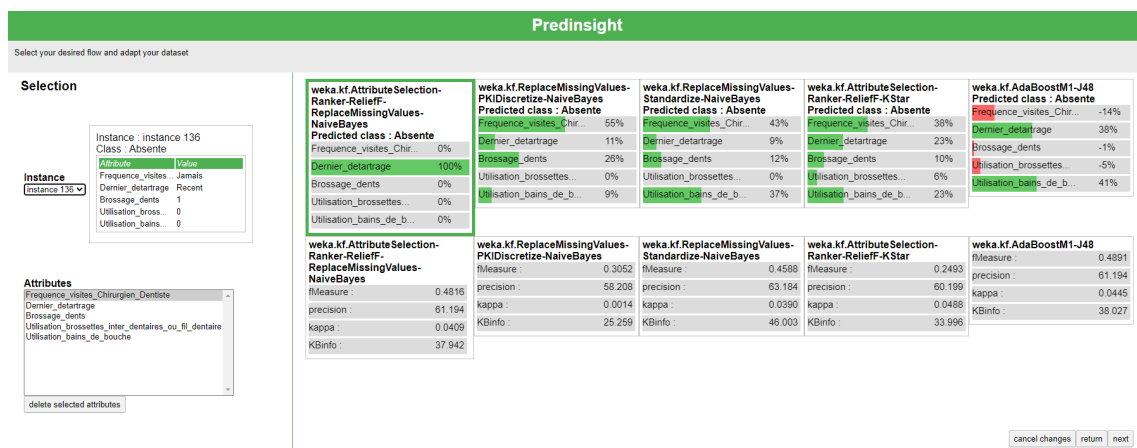 Predinsight
Select your desired flow and adapt your dataset
Selection
Instance
instance 136
Instance : instance 136
Class : Absente
Attribute Value
Frequence_visites... Jamais
Dernier_detartrage Recent
Brossage_dents 1
Utilisation_bross... 0
Utilisation_bains... 0
Attributes
Frequence_visites_Chirurgien_Dentiste
Dernier_detartrage
Brossage_dents
Utilisation_brossettes_inter_dentaires_ou_fil_dentaire
Utilisation_bains_de_bouche
delete selected attributes
weka.kf.AttributeSelection-
Ranker-ReliefF-
ReplaceMissingValues-
NaiveBayes
Predicted class : Absente
Frequence_visites_Chir... 0%
Dernier_detartrage 100%
Brossage_dents 0%
Utilisation_brossettes... 0%
Utilisation_bains_de_b... 0%
weka.kf.ReplaceMissingValues-
PKIDiscretize-NaiveBayes
Predicted class : Absente
Frequence_visites_Chir... 55%
Dernier_detartrage 11%
Brossage_dents 26%
Utilisation_brossettes... 0%
Utilisation_bains_de_b... 9%
weka.kf.ReplaceMissingValues-
Standardize-NaiveBayes
Predicted class : Absente
Frequence_visites_Chir... 43%
Dernier_detartrage 9%
Brossage_dents 12%
Utilisation_brossettes... 0%
Utilisation_bains_de_b... 37%
weka.kf.AttributeSelection-
Ranker-ReliefF-KStar
Predicted class : Absente
Frequence_visites_Chir... 38%
Dernier_detartrage 23%
Brossage_dents 10%
Utilisation_brossettes... 6%
Utilisation_bains_de_b... 23%
weka.kf.AdaBoostM1-J48
Predicted class : Absente
Frequence_visites_Chir... -14%
Dernier_detartrage 38%
Brossage_dents -1%
Utilisation_brossettes... -5%
Utilisation_bains_de_b... 41%
weka.kf.AttributeSelection-
Ranker-ReliefF-
ReplaceMissingValues-
NaiveBayes
fMeasure : 0.4816
precision : 61.194
kappa : 0.0409
KBinfo : 37.942
weka.kf.ReplaceMissingValues-
PKIDiscretize-NaiveBayes
fMeasure : 0.3052
precision : 58.208
kappa : 0.0014
KBinfo : 25.259
weka.kf.ReplaceMissingValues-
Standardize-NaiveBayes
fMeasure : 0.4588
precision : 63.184
kappa : 0.0390
KBinfo : 46.003
weka.kf.AttributeSelection-
Ranker-ReliefF-KStar
fMeasure : 0.2493
precision : 60.199
kappa : 0.0488
KBinfo : 33.996
weka.kf.AdaBoostM1-J48
fMeasure : 0.4891
precision : 61.194
kappa : 0.0445
KBinfo : 38.027
cancel changes return next